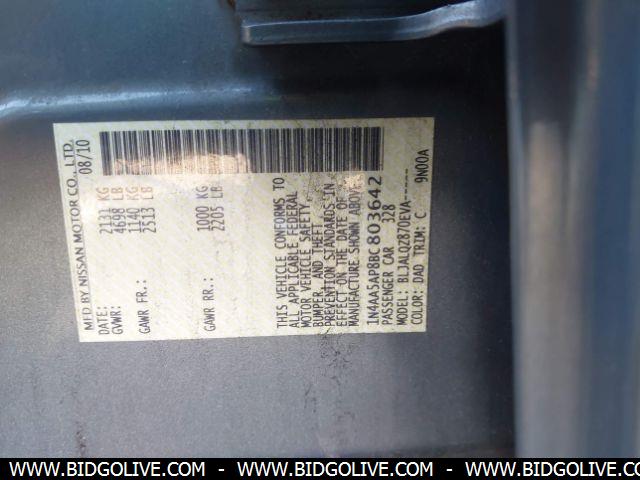 MFD BY NISSAN MOTOR CO., LTD.
DATE: 08/10
GVWR: 2131 KG
4698 LB
GAWR FR.: 1140 KG
2513 LB
GAWR RR.: 1000 KG
2205 LB
THIS VEHICLE CONFORMS TO
ALL APPLICABLE FEDERAL
MOTOR VEHICLE SAFETY,
BUMPER, AND THEFT
PREVENTION STANDARDS IN
EFFECT ON THE DATE OF
MANUFACTURE SHOWN ABOVE.
1N4AA5AP8BC803642
PASSENGER CAR 328
MODEL: BLJALQZ870EVA----
COLOR: DAD TRIM: C 9N00A
WWW.BIDGOLIVE.COM - WWW.BIDGOLIVE.COM - WWW.BIDGOLIVE.COM